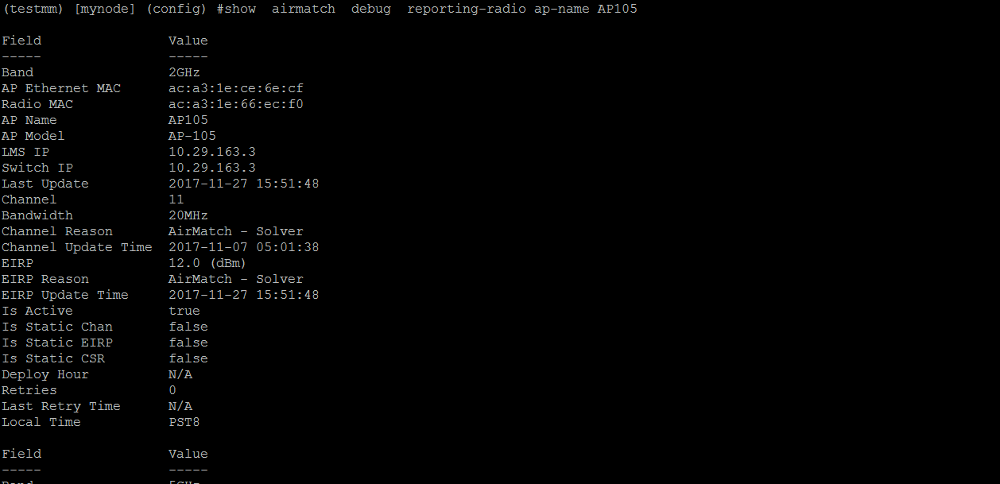 (testmm) [mynode] (config) #show  airmatch  debug  reporting-radio ap-name AP105
Field                Value
-----                -----
Band                 2GHz
AP Ethernet MAC      ac:a3:1e:ce:6e:cf
Radio MAC            ac:a3:1e:66:ec:f0
AP Name              AP105
AP Model             AP-105
LMS IP               10.29.163.3
Switch IP            10.29.163.3
Last Update          2017-11-27 15:51:48
Channel              11
Bandwidth            20MHz
Channel Reason       AirMatch - Solver
Channel Update Time  2017-11-07 05:01:38
EIRP                 12.0 (dBm)
EIRP Reason          AirMatch - Solver
EIRP Update Time     2017-11-27 15:51:48
Is Active            true
Is Static Chan       false
Is Static EIRP       false
Is Static CSR        false
Deploy Hour          N/A
Retries              0
Last Retry Time      N/A
Local Time           PST8
Field                Value
-----                -----
Band                 5GHz